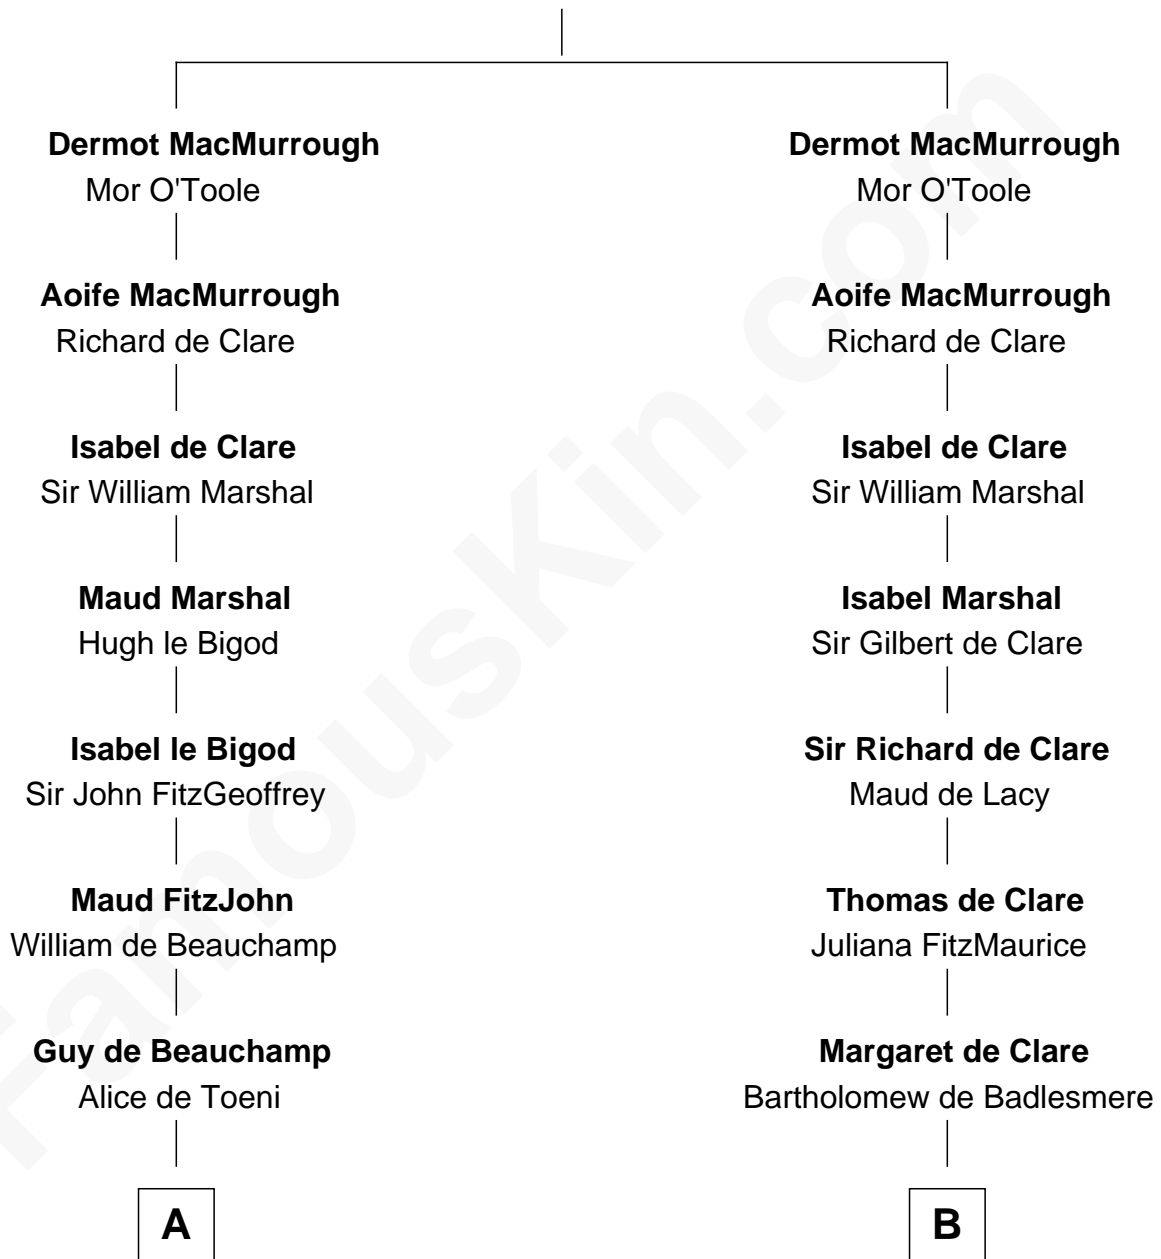 Dermot MacMurrough
Mor O'Toole
Aoife MacMurrough
Richard de Clare
Isabel de Clare
Sir William Marshal
Maud Marshal
Hugh le Bigod
Isabel le Bigod
Sir John FitzGeoffrey
Maud FitzJohn
William de Beauchamp
Guy de Beauchamp
Alice de Toeni
A
Dermot MacMurrough
Mor O'Toole
Aoife MacMurrough
Richard de Clare
Isabel de Clare
Sir William Marshal
Isabel Marshal
Sir Gilbert de Clare
Sir Richard de Clare
Maud de Lacy
Thomas de Clare
Juliana FitzMaurice
Margaret de Clare
Bartholomew de Badlesmere
B
FamousKin.com